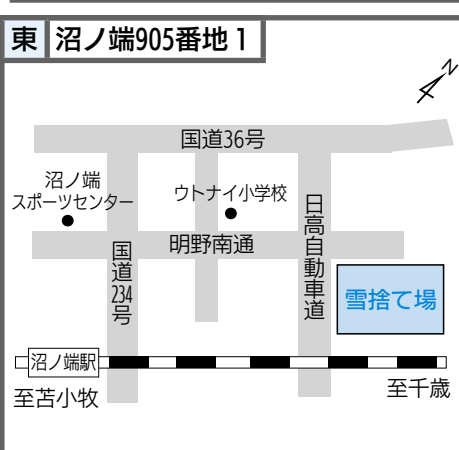 東 沼ノ端905番地1
N
国道36号
沼ノ端
スポーツセンター
ウトナイ小学校
日高自動車道
明野南通
国道234号
雪捨て場
沼ノ端駅
至苫小牧
至千歳